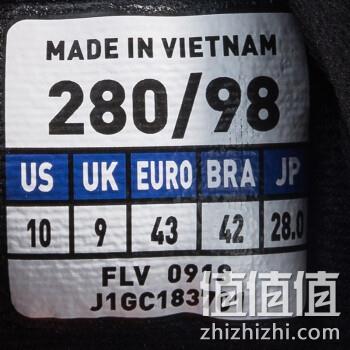 MADE IN VIETNAM
280/98
US UK EURO BRA JP
10 9 43 42 28.0
FLV
值值值
zhizhizhi.com